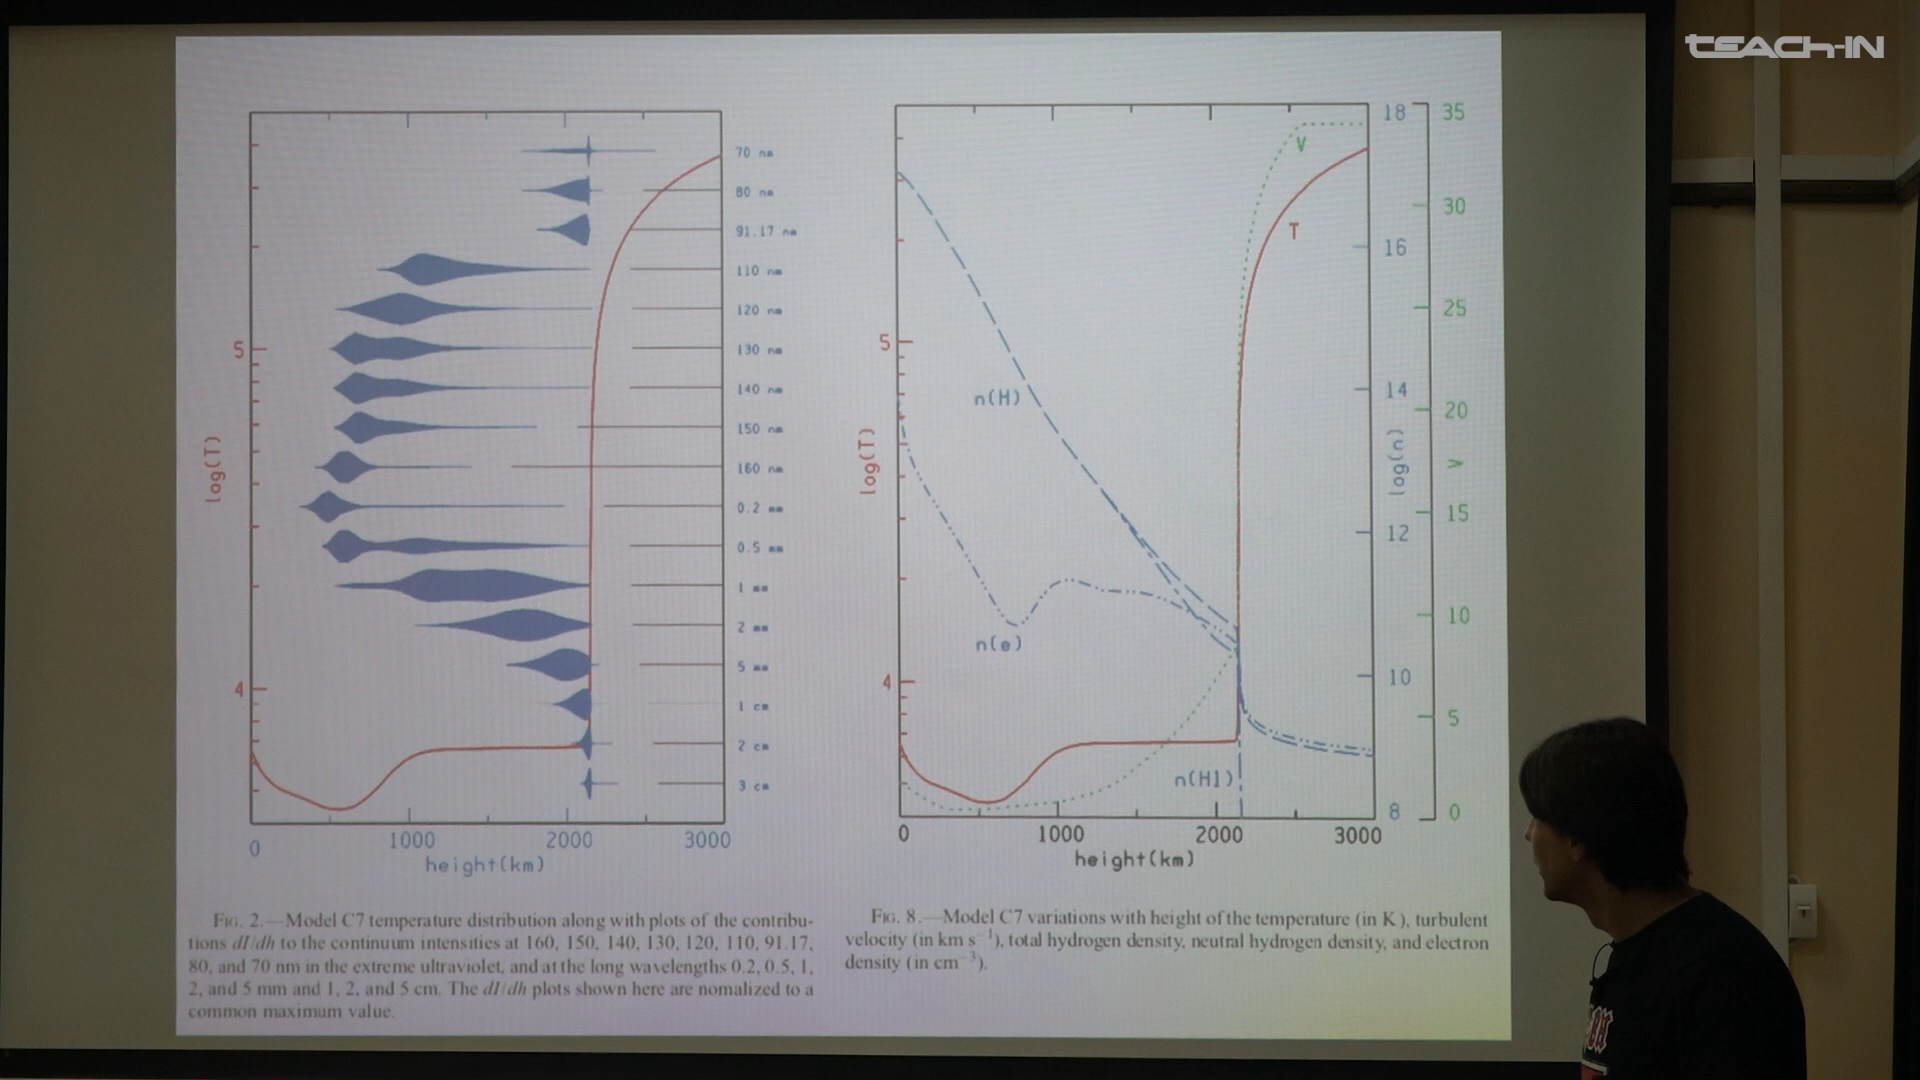 TEACH-IN
70 nm
80 nm
91.17 nm
110 nm
120 nm
130 nm
140 nm
150 nm
160 nm
0.2 mm
0.5 mm
1 mm
2 mm
5 mm
1 cm
2 cm
3 cm
5
4
log(T)
0
1000
2000
3000
height(km)
FIG. 2.—Model C7 temperature distribution along with plots of the contribu-
tions dI/dh to the continuum intensities at 160, 150, 140, 130, 120, 110, 91.17,
80, and 70 nm in the extreme ultraviolet, and at the long wavelengths 0.2, 0.5, 1,
2, and 5 mm and 1, 2, and 5 cm. The dI/dh plots shown here are nomalized to a
common maximum value.
5
4
log(T)
n(H)
n(e)
n(H1)
V
T
0
1000
2000
3000
height(km)
18
16
14
12
10
8
log(n)
35
30
25
20
V
15
10
5
0
FIG. 8.—Model C7 variations with height of the temperature (in K), turbulent
velocity (in km s⁻¹), total hydrogen density, neutral hydrogen density, and electron
density (in cm⁻³).